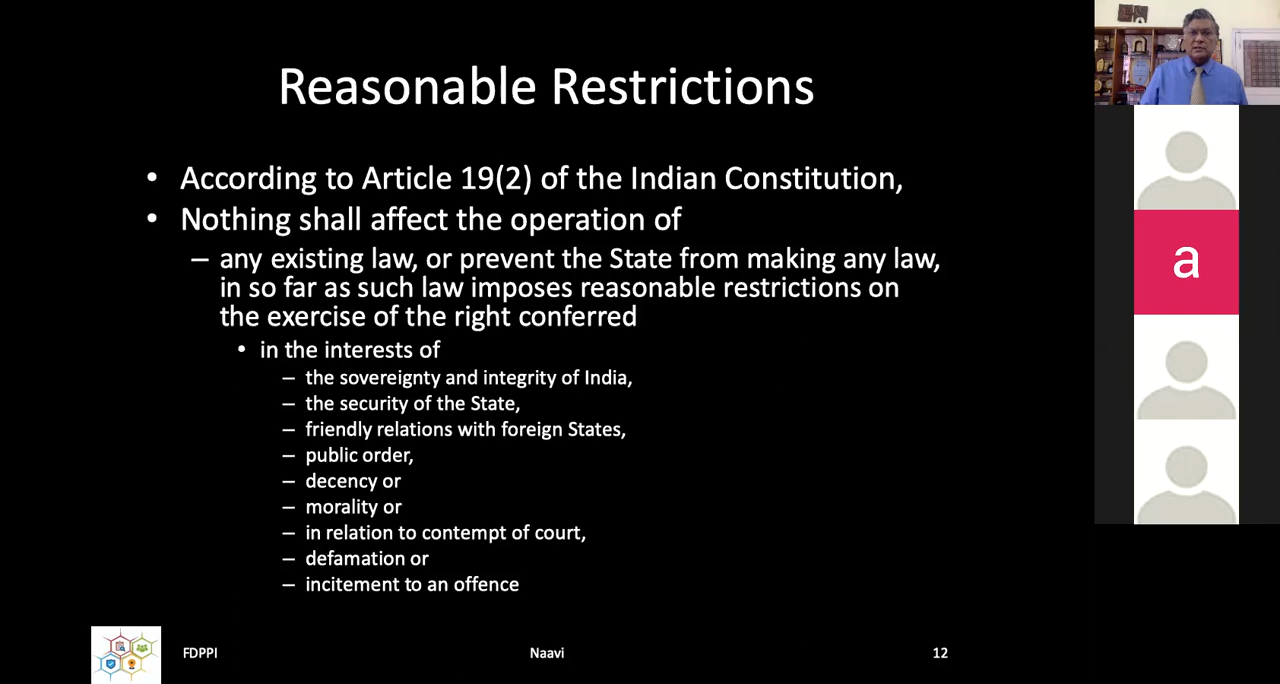 Reasonable Restrictions
• According to Article 19(2) of the Indian Constitution,
• Nothing shall affect the operation of
– any existing law, or prevent the State from making any law,
in so far as such law imposes reasonable restrictions on
the exercise of the right conferred
• in the interests of
– the sovereignty and integrity of India,
– the security of the State,
– friendly relations with foreign States,
– public order,
– decency or
– morality or
– in relation to contempt of court,
– defamation or
– incitement to an offence
FDPPI
Naavi
12
a